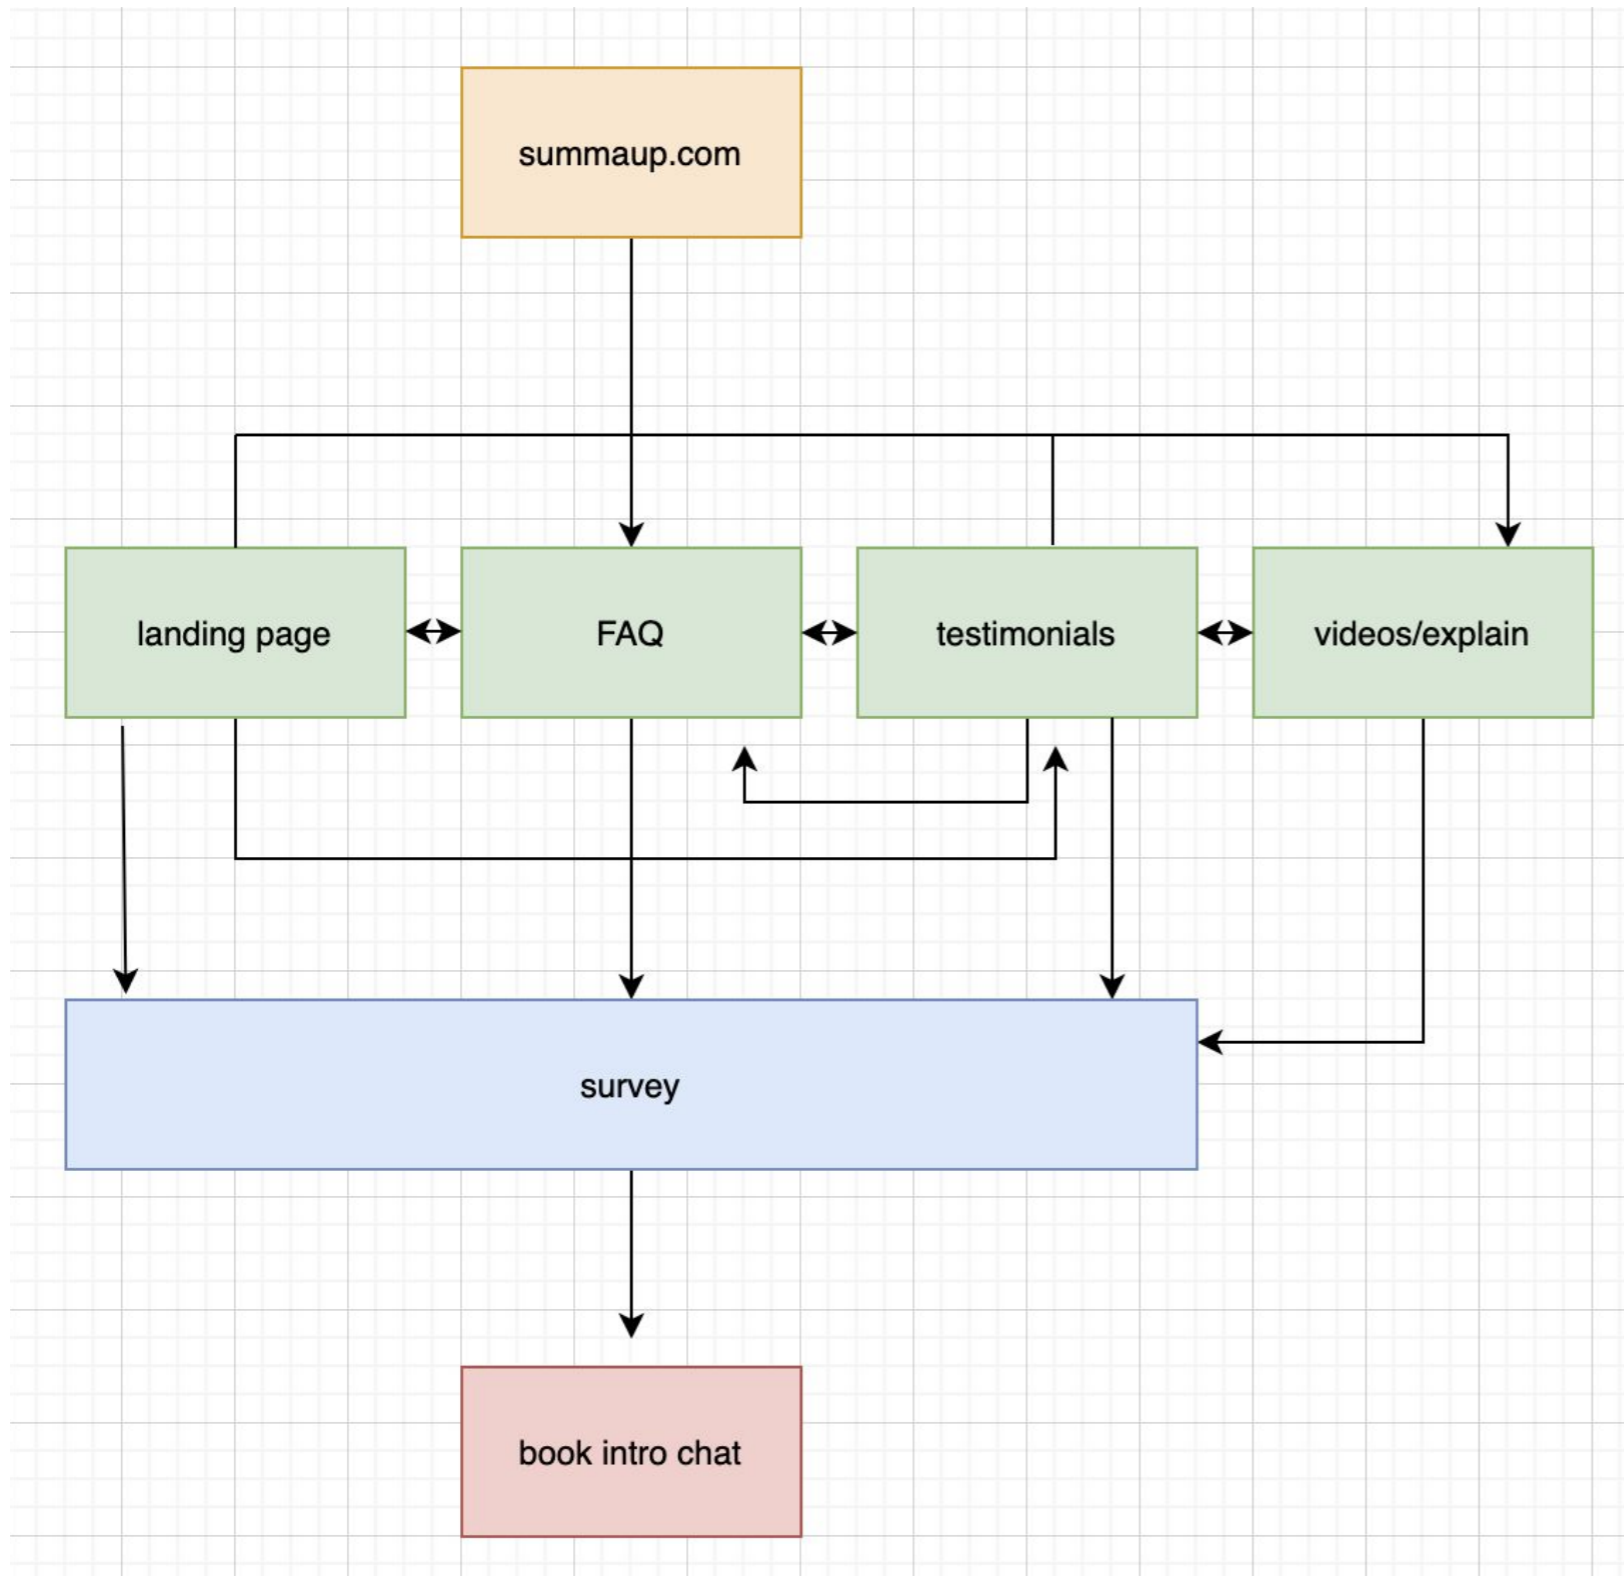 summaup.com
landing page
FAQ
testimonials
videos/explain
survey
book intro chat